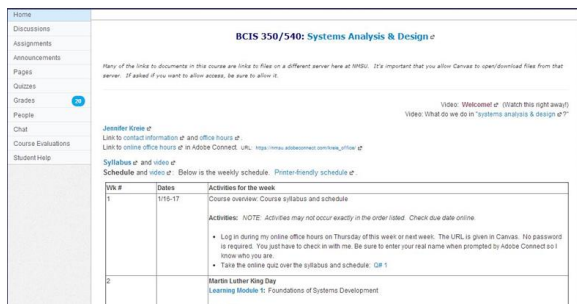 Home
Discussions
Assignments
Announcements
Pages
Quizzes
Grades 20
People
Chat
Course Evaluations
Student Help
BCIS 350/540: Systems Analysis & Design
Many of the links to documents in this course are links to files on a different server here at NMSU. It's important that you allow Canvas to open/download files from that
server. If asked if you want to allow access, be sure to allow it.
Video: Welcome! (Watch this right away!)
Video: What do we do in "systems analysis & design?"
Jennifer Kreie
Link to contact information and office hours.
Link to online office hours in Adobe Connect. URL: https://nmsu.adobeconnect.com/kreie_office/
Syllabus and video
Schedule and video. Below is the weekly schedule. Printer-friendly schedule.
Wk # Dates Activities for the week
1 1/16-17 Course overview: Course syllabus and schedule
Activities: NOTE: Activities may not occur exactly in the order listed. Check due date online.
• Log in during my online office hours on Thursday of this week or next week. The URL is given in Canvas. No password
is required. You just have to check in with me. Be sure to enter your real name when prompted by Adobe Connect so I
know who you are.
• Take the online quiz over the syllabus and schedule: Q# 1
2 Martin Luther King Day
Learning Module 1: Foundations of Systems Development